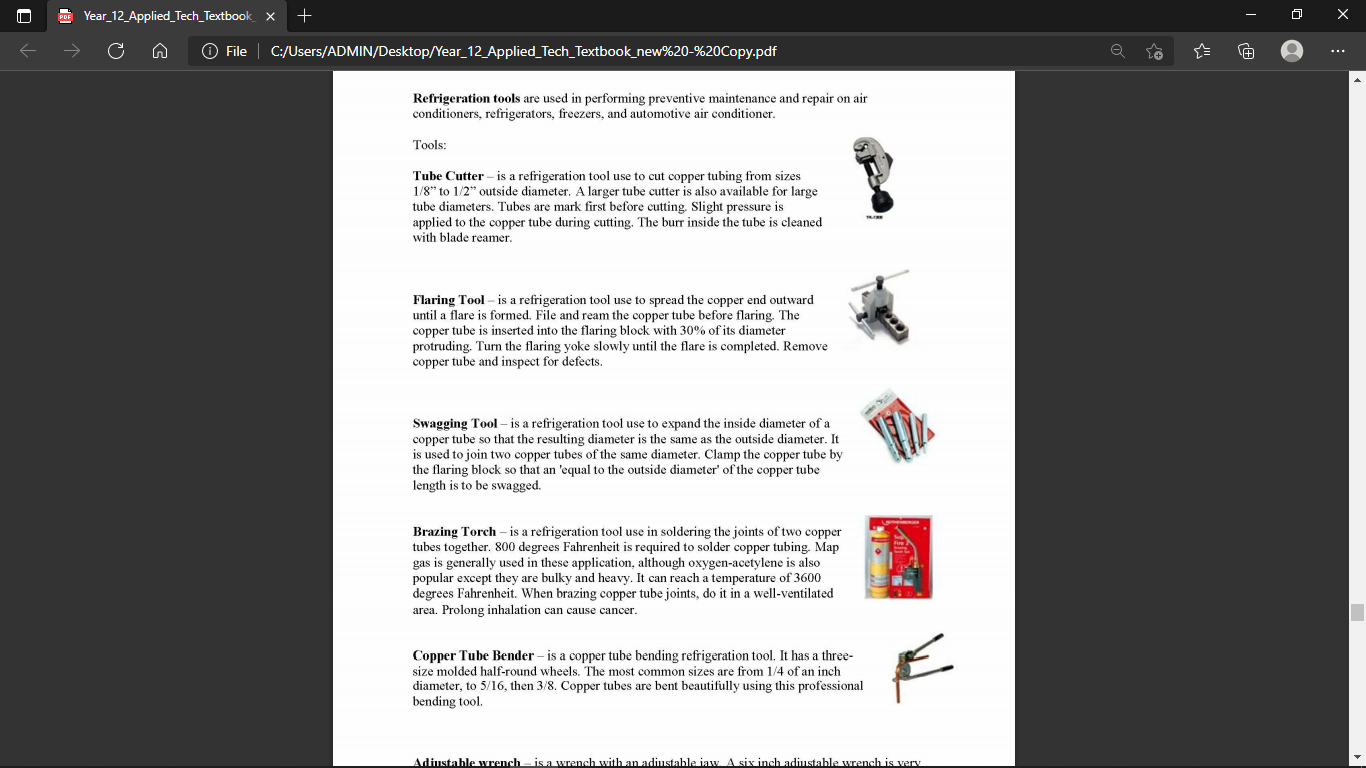 Year_12_Applied_Tech_Textbook_
File
C:/Users/ADMIN/Desktop/Year_12_Applied_Tech_Textbook_new%20-%20Copy.pdf
Refrigeration tools are used in performing preventive maintenance and repair on air
conditioners, refrigerators, freezers, and automotive air conditioner.
Tools:
Tube Cutter – is a refrigeration tool use to cut copper tubing from sizes
1/8” to 1/2” outside diameter. A larger tube cutter is also available for large
tube diameters. Tubes are mark first before cutting. Slight pressure is
applied to the copper tube during cutting. The burr inside the tube is cleaned
with blade reamer.
Flaring Tool – is a refrigeration tool use to spread the copper end outward
until a flare is formed. File and ream the copper tube before flaring. The
copper tube is inserted into the flaring block with 30% of its diameter
protruding. Turn the flaring yoke slowly until the flare is completed. Remove
copper tube and inspect for defects.
Swagging Tool – is a refrigeration tool use to expand the inside diameter of a
copper tube so that the resulting diameter is the same as the outside diameter. It
is used to join two copper tubes of the same diameter. Clamp the copper tube by
the flaring block so that an 'equal to the outside diameter' of the copper tube
length is to be swagged.
Brazing Torch – is a refrigeration tool use in soldering the joints of two copper
tubes together. 800 degrees Fahrenheit is required to solder copper tubing. Map
gas is generally used in these application, although oxygen-acetylene is also
popular except they are bulky and heavy. It can reach a temperature of 3600
degrees Fahrenheit. When brazing copper tube joints, do it in a well-ventilated
area. Prolong inhalation can cause cancer.
Copper Tube Bender – is a copper tube bending refrigeration tool. It has a three-
size molded half-round wheels. The most common sizes are from 1/4 of an inch
diameter, to 5/16, then 3/8. Copper tubes are bent beautifully using this professional
bending tool.
Adjustable wrench – is a wrench with an adjustable jaw. A six inch adjustable wrench is very